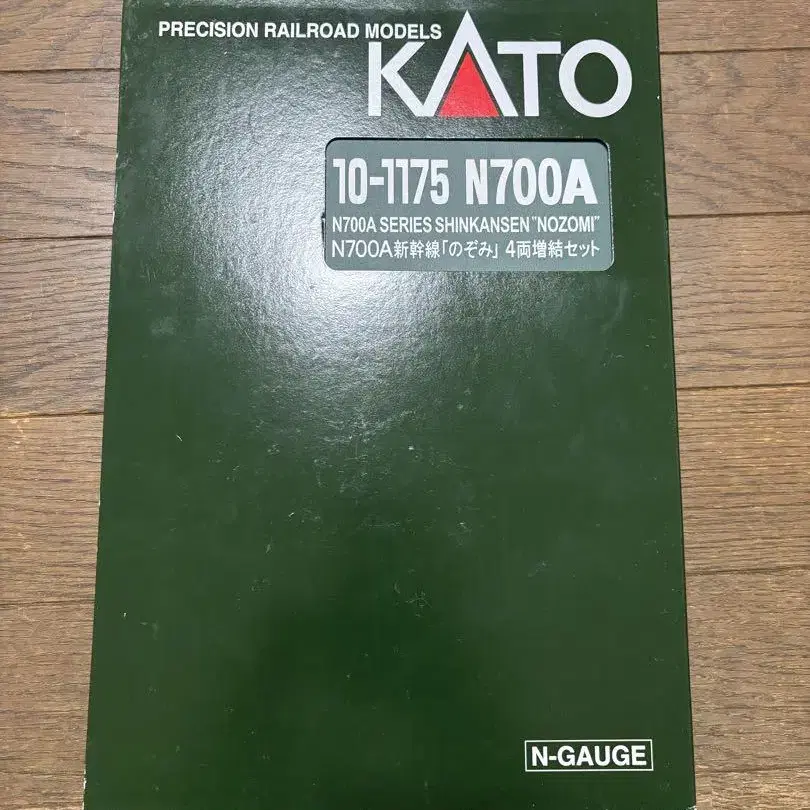 PRECISION RAILROAD MODELS
KATO
10-1175 N700A
N700A SERIES SHINKANSEN "NOZOMI"
N700A新幹線「のぞみ」 4両増結セット
N-GAUGE